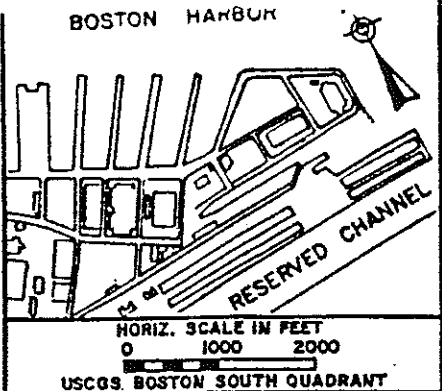 BOSTON HARBOR
RESERVED CHANNEL
HORIZ. SCALE IN FEET
0 1000 2000
USCGS. BOSTON SOUTH QUADRANT